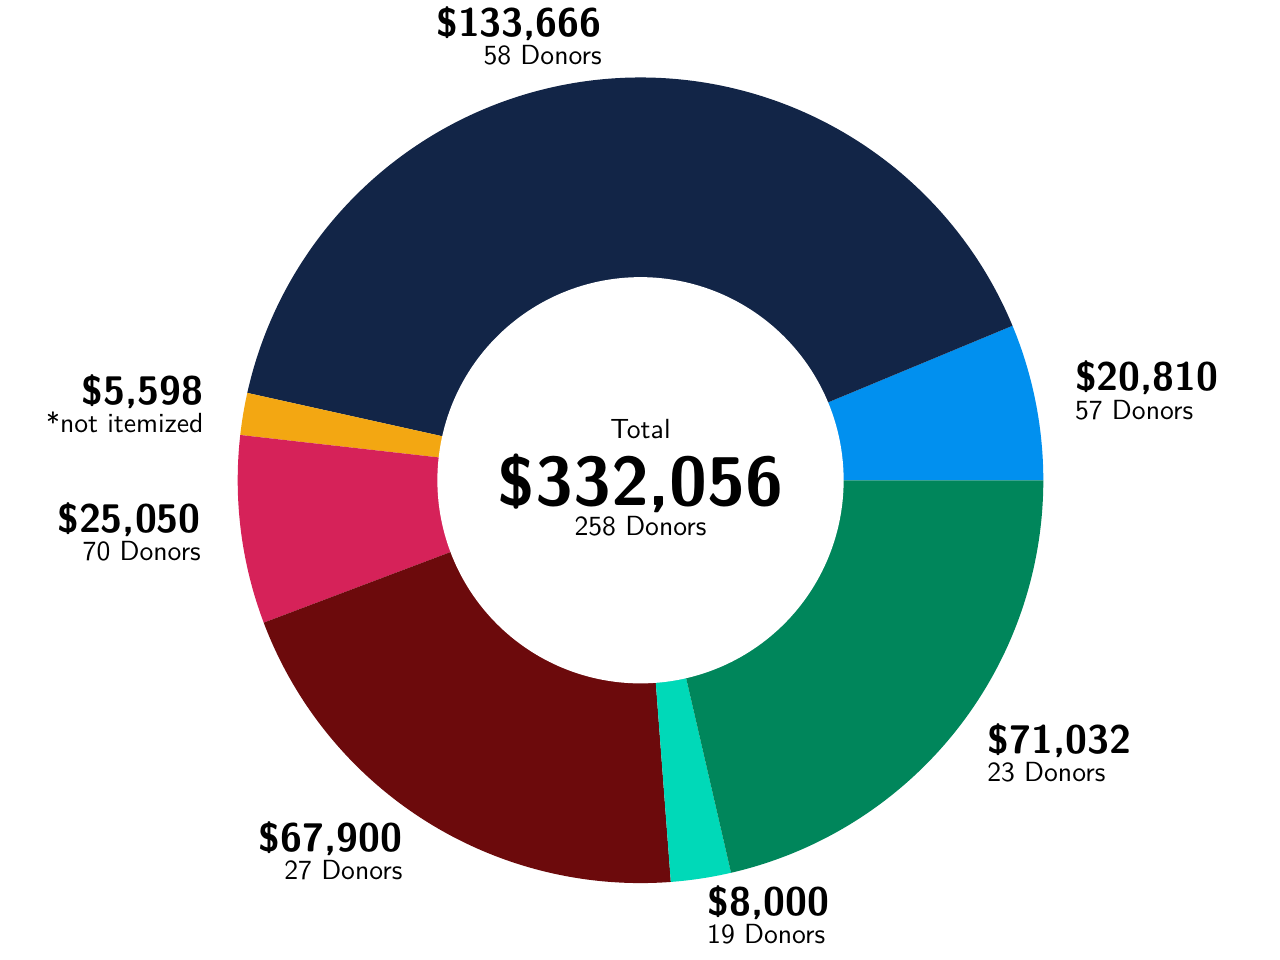 $133,666
58 Donors
$20,810
57 Donors
$5,598
*not itemized
Total
$332,056
258 Donors
$25,050
70 Donors
$71,032
23 Donors
$67,900
27 Donors
$8,000
19 Donors